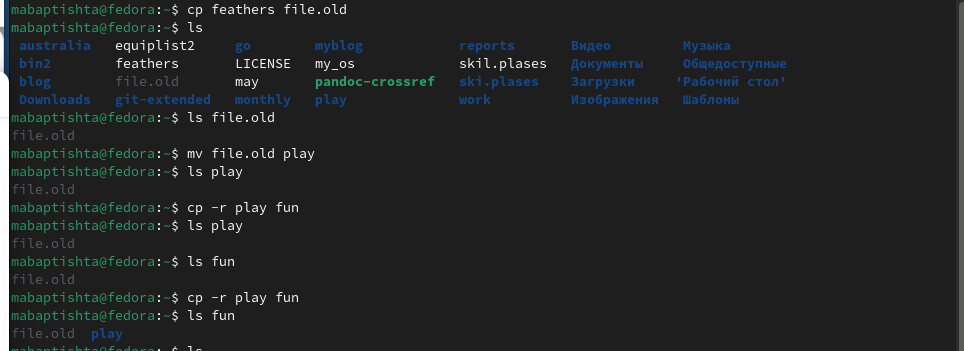 mabaptishta@fedora:~$ cp feathers file.old
mabaptishta@fedora:~$ ls
australia equiplist2 go myblog reports Видео Музыка
bin2 feathers LICENSE my_os skil.plases Документы Общедоступные
blog file.old may pandoc-crossref ski.plases Загрузки 'Рабочий стол'
Downloads git-extended monthly play work Изображения Шаблоны
mabaptishta@fedora:~$ ls file.old
file.old
mabaptishta@fedora:~$ mv file.old play
mabaptishta@fedora:~$ ls play
file.old
mabaptishta@fedora:~$ cp -r play fun
mabaptishta@fedora:~$ ls play
file.old
mabaptishta@fedora:~$ ls fun
file.old
mabaptishta@fedora:~$ cp -r play fun
mabaptishta@fedora:~$ ls fun
file.old play
mabaptishta@fedora:~$ ls